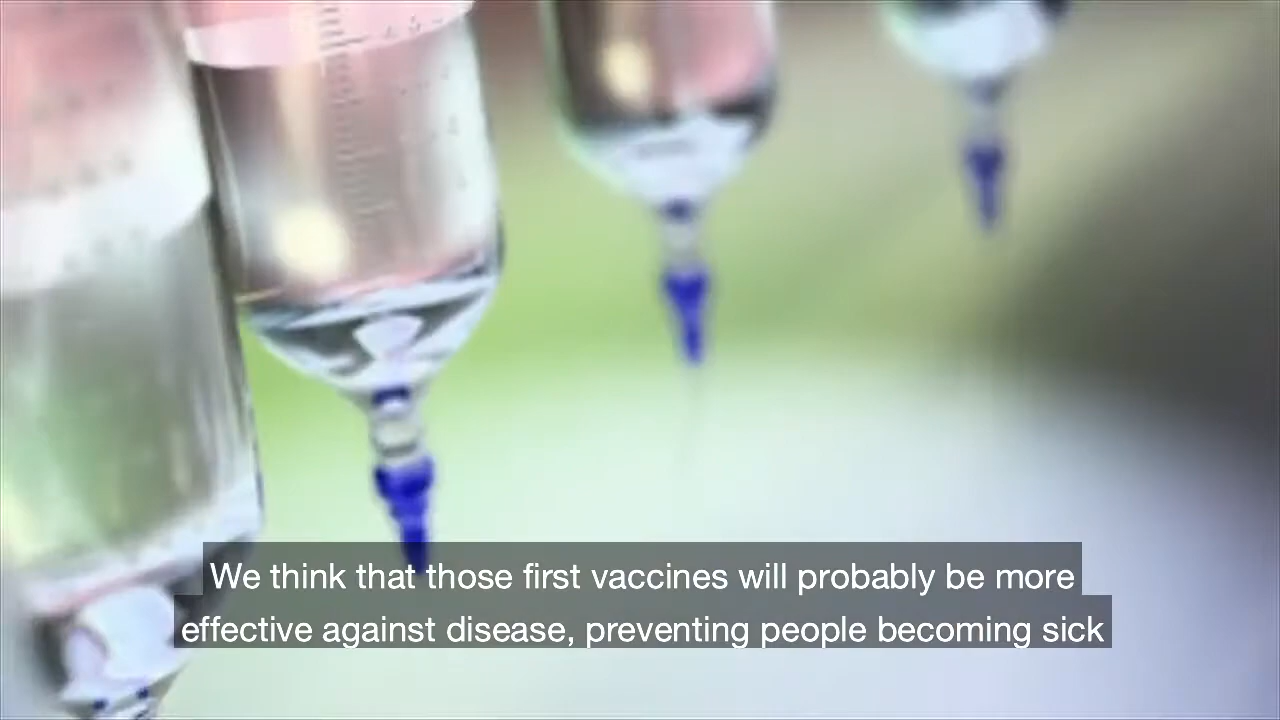 We think that those first vaccines will probably be more
effective against disease, preventing people becoming sick